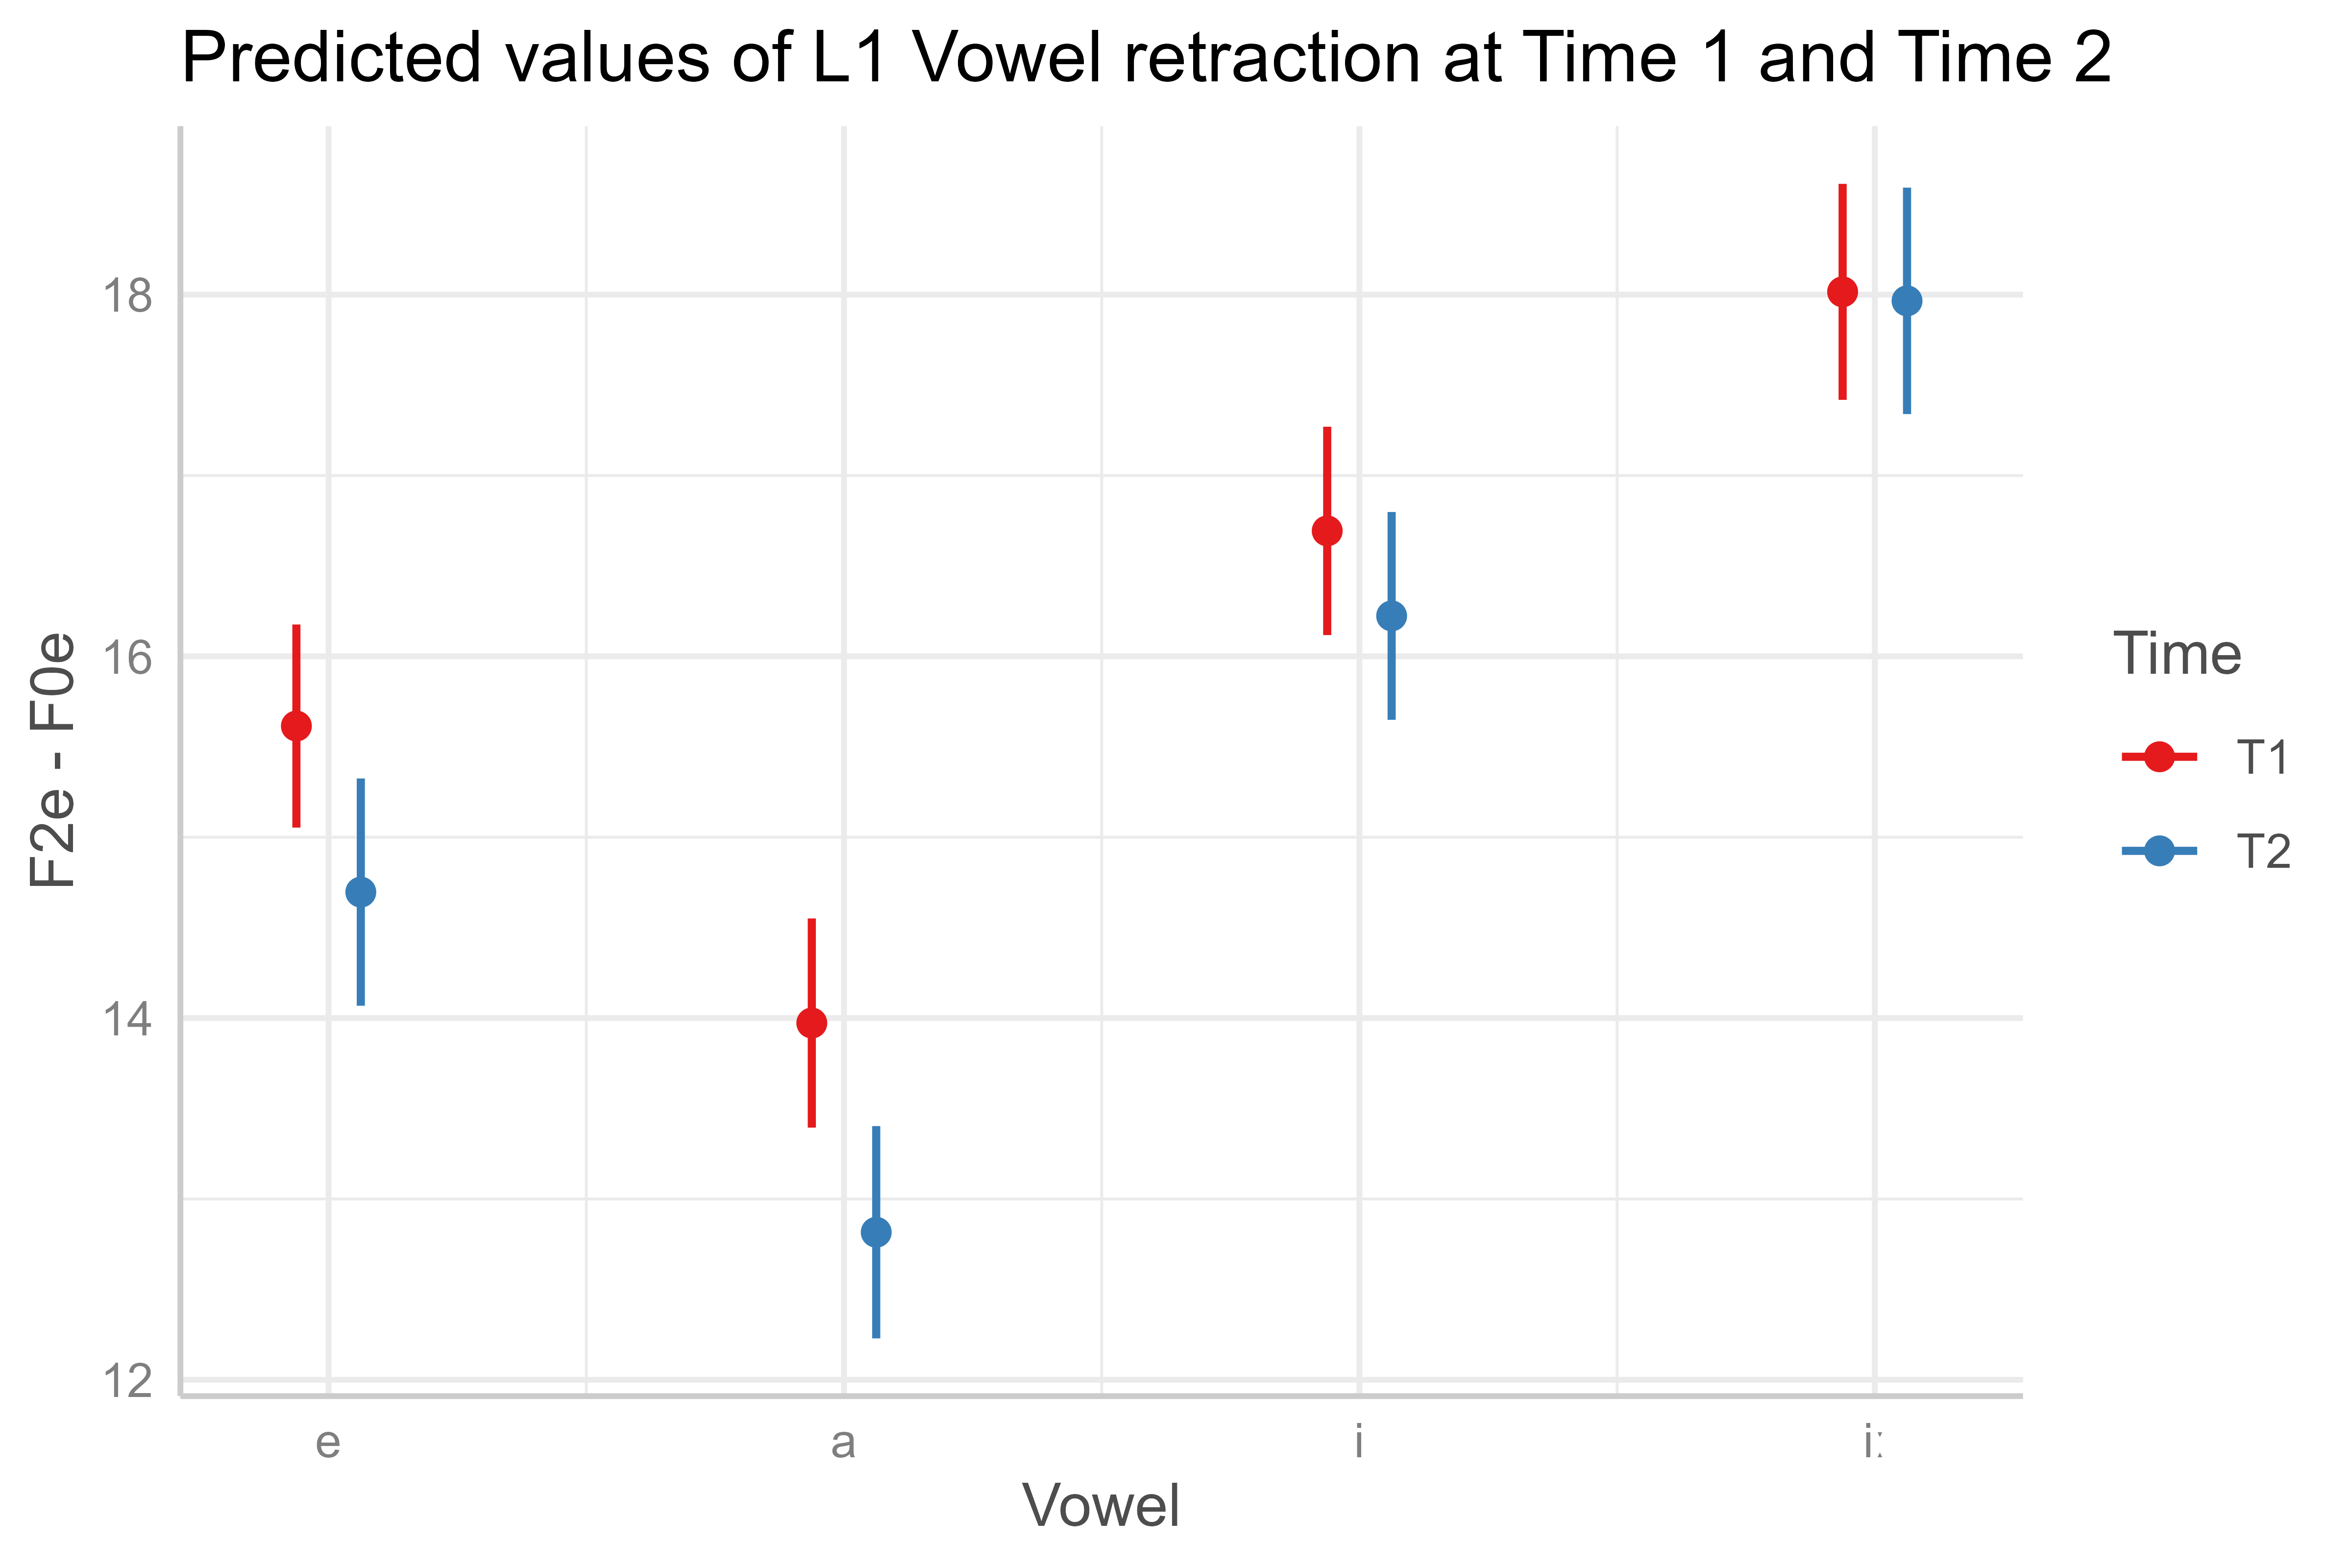 Predicted values of L1 Vowel retraction at Time 1 and Time 2
F2e - F0e
18
16
14
12
e a i iː
Vowel
Time
T1
T2